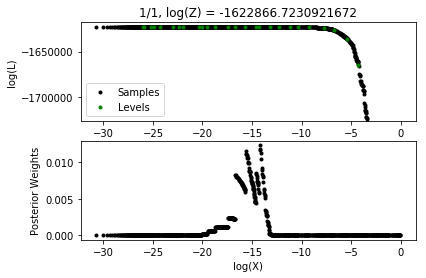 1/1, log(Z) = -1622866.7230921672
log(L)
−1650000
−1700000
Samples
Levels
−30 −25 −20 −15 −10 −5 0
Posterior Weights
0.010
0.005
0.000
−30 −25 −20 −15 −10 −5 0
log(X)